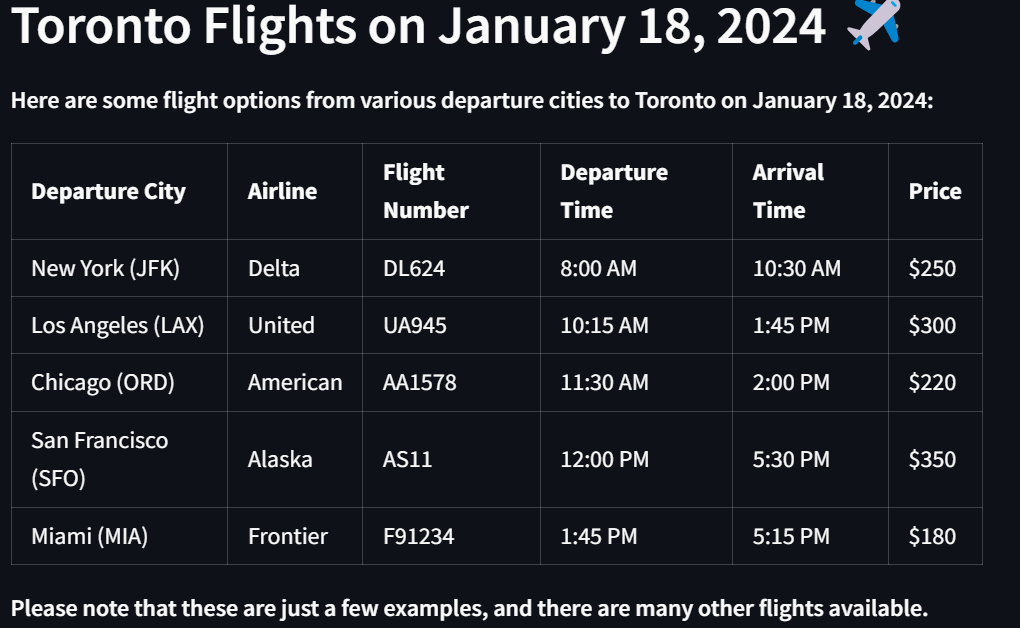 Toronto Flights on January 18, 2024
Here are some flight options from various departure cities to Toronto on January 18, 2024:
Departure City Airline Flight Number Departure Time Arrival Time Price
New York (JFK) Delta DL624 8:00 AM 10:30 AM $250
Los Angeles (LAX) United UA945 10:15 AM 1:45 PM $300
Chicago (ORD) American AA1578 11:30 AM 2:00 PM $220
San Francisco (SFO) Alaska AS11 12:00 PM 5:30 PM $350
Miami (MIA) Frontier F91234 1:45 PM 5:15 PM $180
Please note that these are just a few examples, and there are many other flights available.